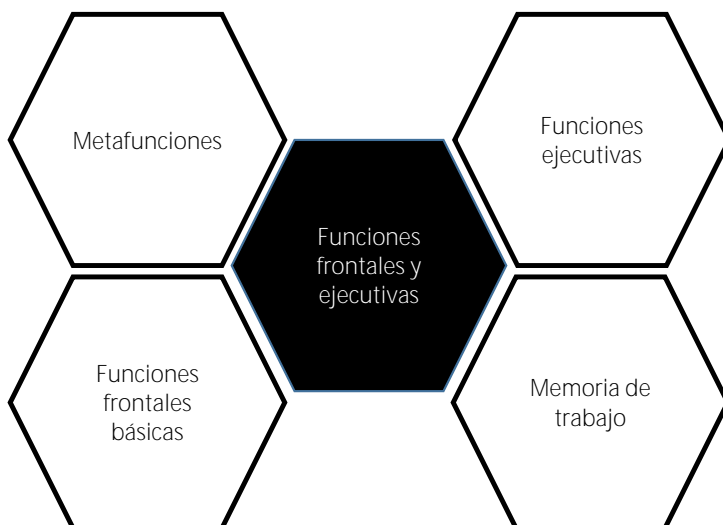 Metafunciones
Funciones
ejecutivas
Funciones
frontales y
ejecutivas
Funciones
frontales
básicas
Memoria de
trabajo